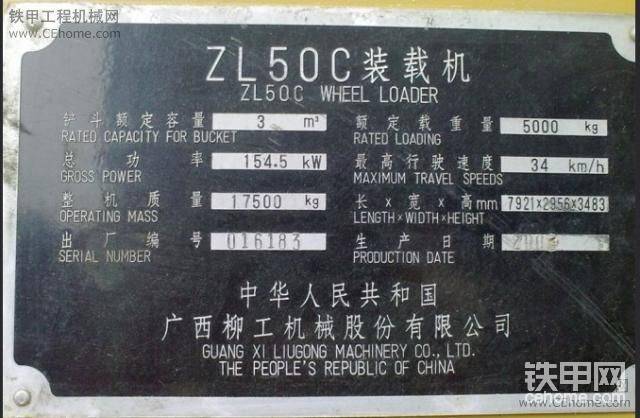 铁甲工程机械网
www.CEhome.com
ZL50C装载机
ZL50C WHEEL LOADER
铲斗额定容量 3 m³ 额定载重量 5000 kg
RATED CAPACITY FOR BUCKET RATED LOADING
总功率 154.5 kW 最高行驶速度 34 km/h
GROSS POWER MAXIMUM TRAVEL SPEEDS
整机质量 17500 kg 长×宽×高mm 7921×2956×3483
OPERATING MASS LENGTH×WIDTH×HEIGHT
出厂编号 016183 生产日期
SERIAL NUMBER PRODUCTION DATE
中华人民共和国
广西柳工机械股份有限公司
GUANG XI LIUGONG MACHINERY CO., LTD.
THE PEOPLE'S REPUBLIC OF CHINA
铁甲网
cehome.com